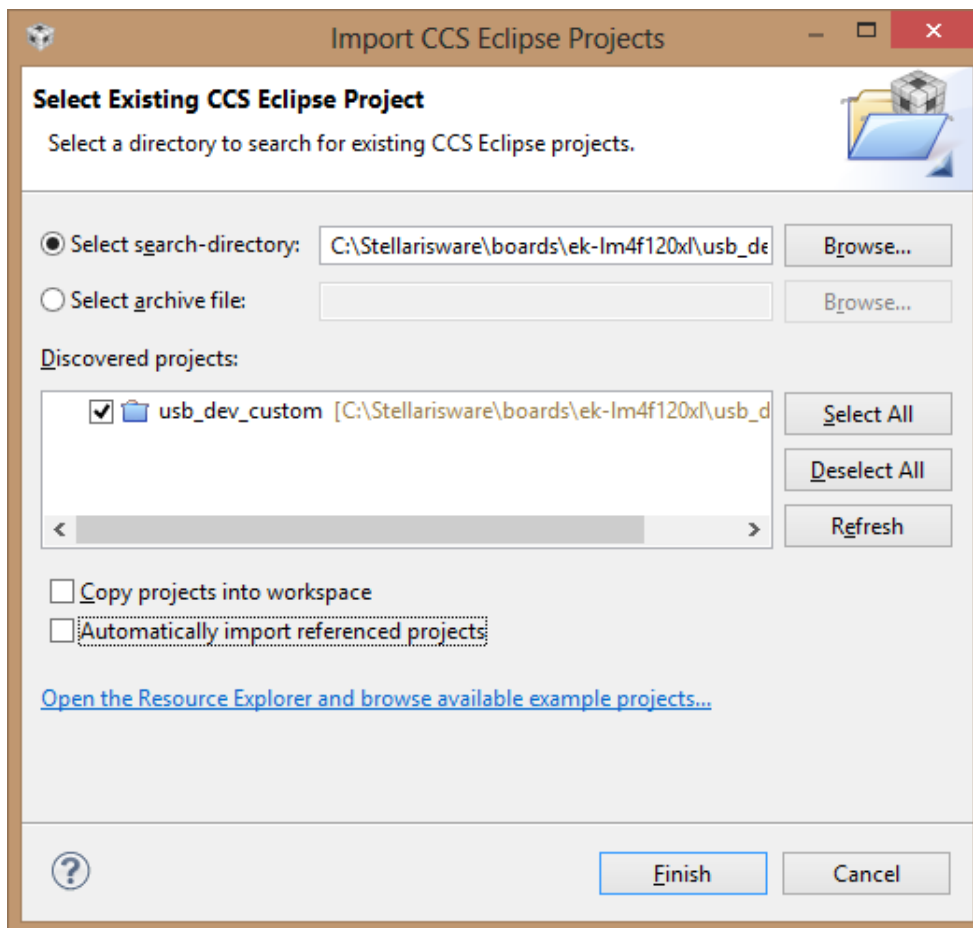 Import CCS Eclipse Projects
Select Existing CCS Eclipse Project
Select a directory to search for existing CCS Eclipse projects.
Select search-directory: C:\Stellarisware\boards\ek-lm4f120xl\usb_de Browse...
Select archive file: Browse...
Discovered projects:
usb_dev_custom [C:\Stellarisware\boards\ek-lm4f120xl\usb_d
Select All
Deselect All
Refresh
Copy projects into workspace
Automatically import referenced projects
Open the Resource Explorer and browse available example projects...
? Finish Cancel